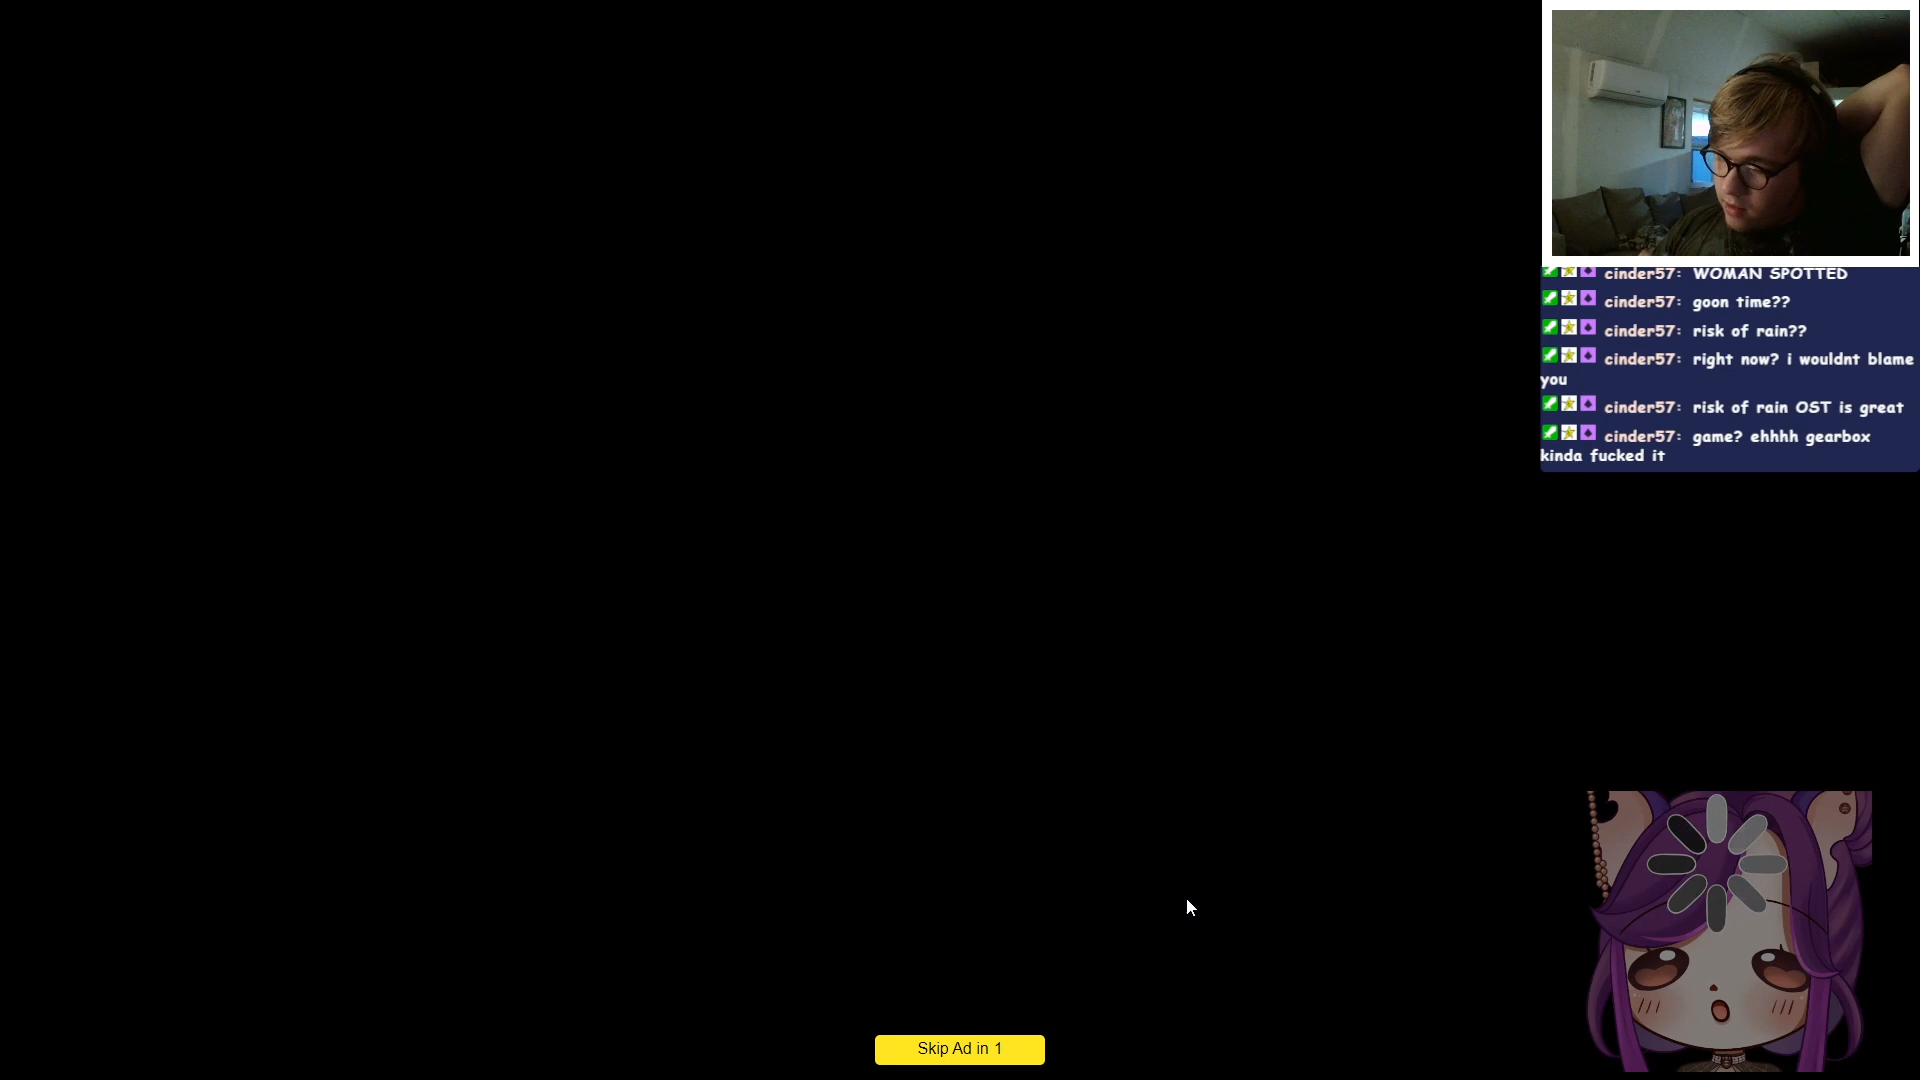 cinder57: WOMAN SPOTTED
cinder57: goon time??
cinder57: risk of rain??
cinder57: right now? i wouldnt blame
you
cinder57: risk of rain OST is great
cinder57: game? ehhhh gearbox
kinda fucked it
Skip Ad in 1